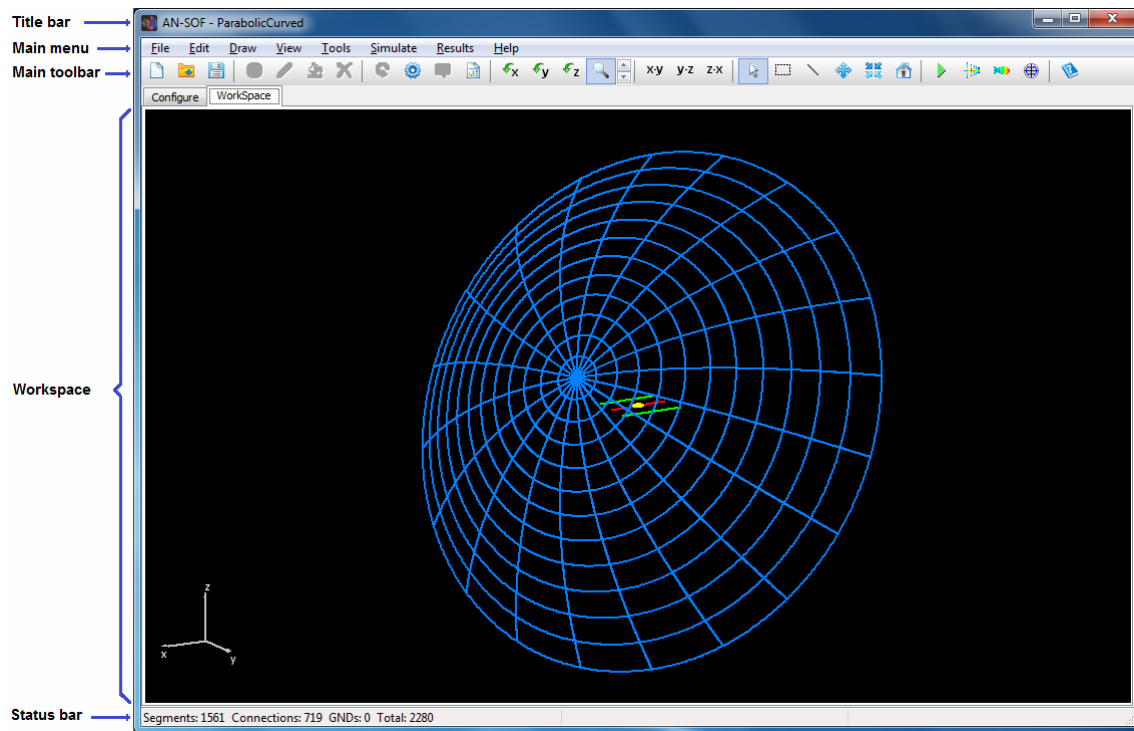 Title bar
AN-SOF - ParabolicCurved
Main menu
File Edit Draw View Tools Simulate Results Help
Main toolbar
x y z x-y y-z z-x
Configure WorkSpace
Workspace
z
x
y
Status bar
Segments: 1561 Connections: 719 GNDs: 0 Total: 2280